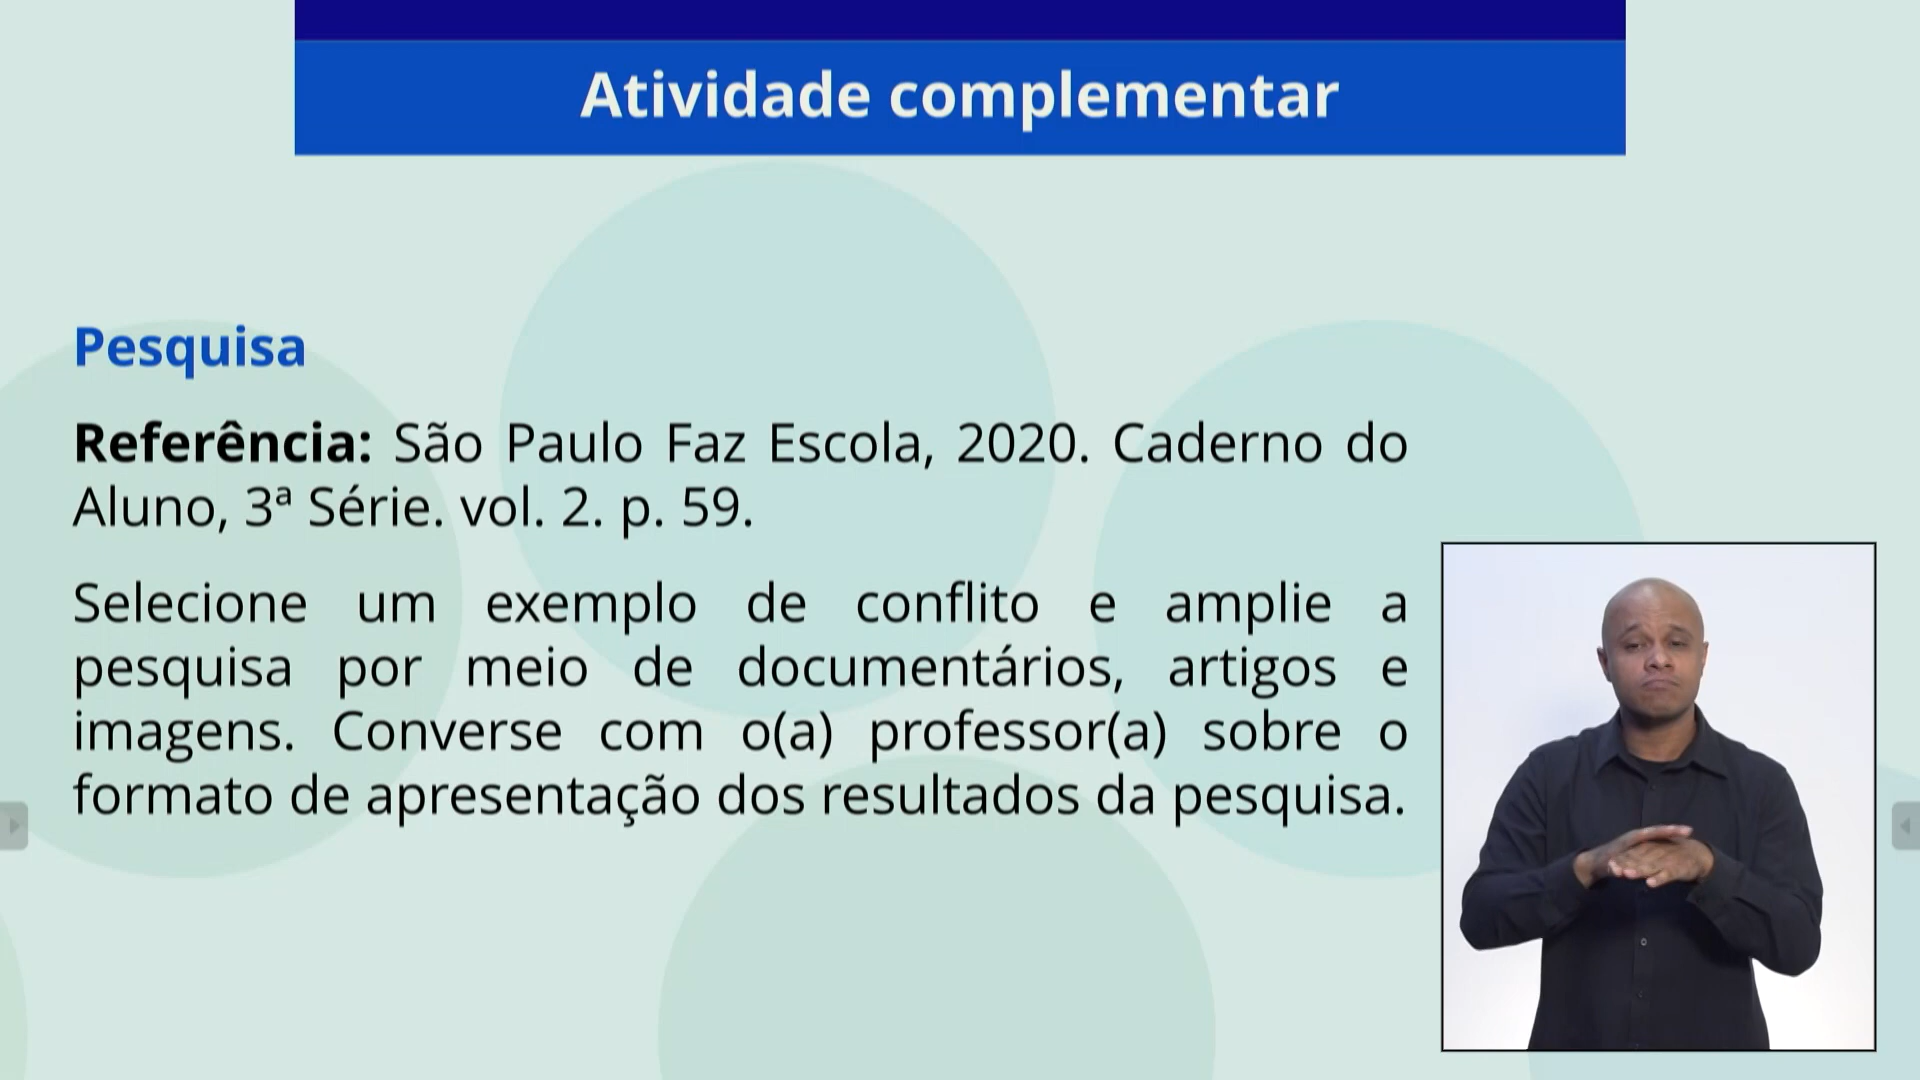 Atividade complementar
Pesquisa
Referência: São Paulo Faz Escola, 2020. Caderno do
Aluno, 3ª Série. vol. 2. p. 59.
Selecione um exemplo de conflito e amplie a
pesquisa por meio de documentários, artigos e
imagens. Converse com o(a) professor(a) sobre o
formato de apresentação dos resultados da pesquisa.